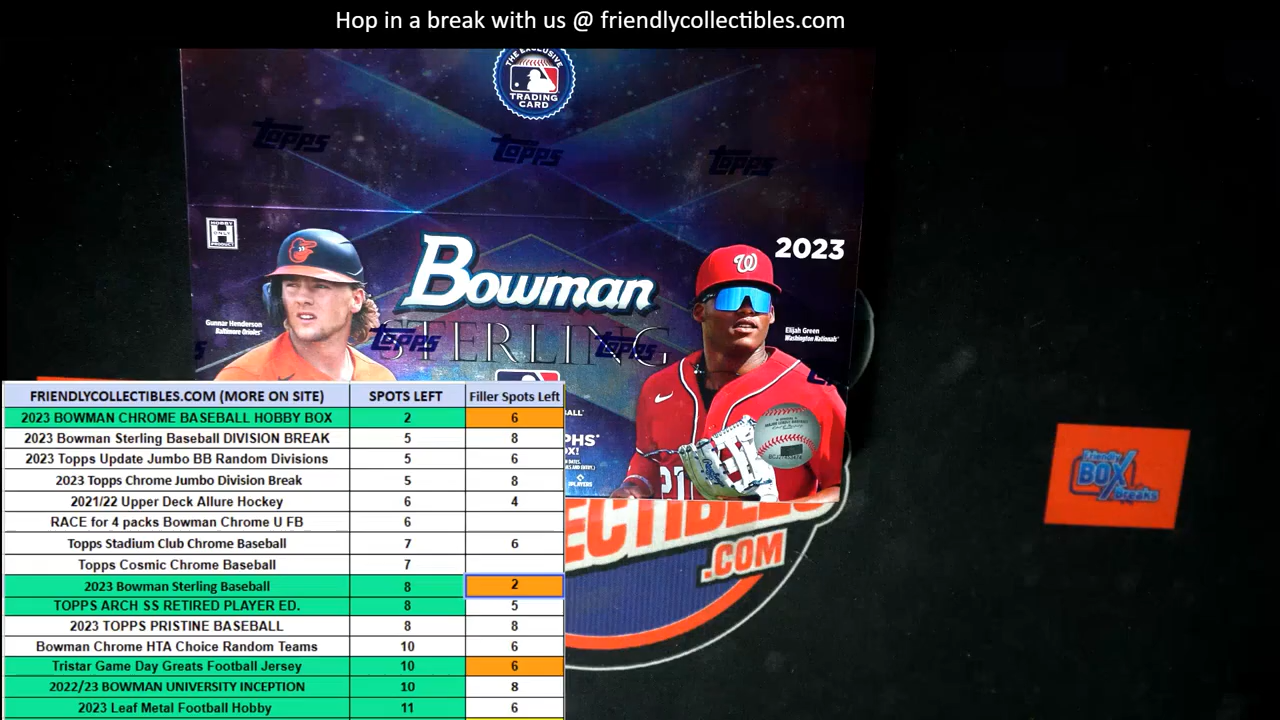 Hop in a break with us @ friendlycollectibles.com
THE EXCLUSIVE
TRADING
CARD
Topps
Topps
Topps
HOBBY
ONLY
PRODUCT
2023
Bowman
STERLING
Gunnar Henderson
Baltimore Orioles
Topps
Topps
Elijah Green
Washington Nationals
W
FRIENDLYCOLLECTIBLES.COM (MORE ON SITE) SPOTS LEFT Filler Spots Left
2023 BOWMAN CHROME BASEBALL HOBBY BOX 2 6
2023 Bowman Sterling Baseball DIVISION BREAK 5 8
2023 Topps Update Jumbo BB Random Divisions 5 6
2023 Topps Chrome Jumbo Division Break 5 8
2021/22 Upper Deck Allure Hockey 6 4
RACE for 4 packs Bowman Chrome U FB 6
Topps Stadium Club Chrome Baseball 7 6
Topps Cosmic Chrome Baseball 7
2023 Bowman Sterling Baseball 8 2
TOPPS ARCH SS RETIRED PLAYER ED. 8 5
2023 TOPPS PRISTINE BASEBALL 8 8
Bowman Chrome HTA Choice Random Teams 10 6
Tristar Game Day Greats Football Jersey 10 6
2022/23 BOWMAN UNIVERSITY INCEPTION 10 8
2023 Leaf Metal Football Hobby 11 6
ECTIBLES
.COM
Friendly
BOX
Breaks